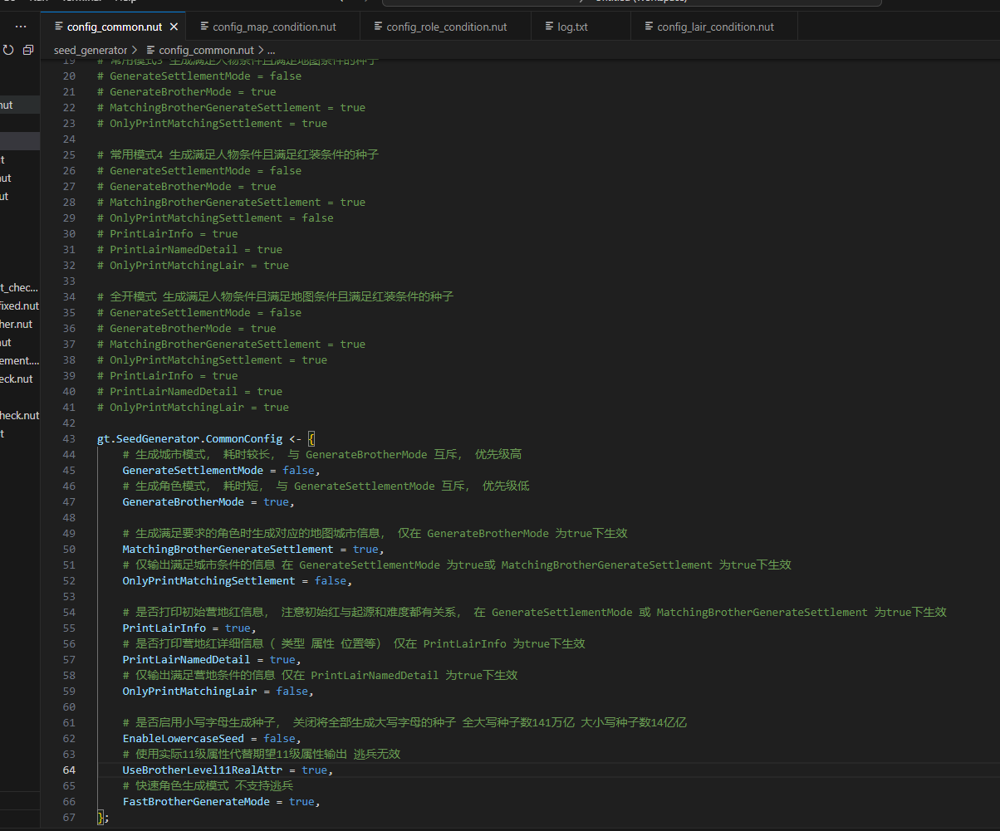 config_common.nut
config_map_condition.nut
config_role_condition.nut
log.txt
config_lair_condition.nut
seed_generator > config_common.nut > ...
19 # 常用模式3 生成满足人物条件且满足地图条件的种子
20 # GenerateSettlementMode = false
21 # GenerateBrotherMode = true
22 # MatchingBrotherGenerateSettlement = true
23 # OnlyPrintMatchingSettlement = true
24
25 # 常用模式4 生成满足人物条件且满足红装条件的种子
26 # GenerateSettlementMode = false
27 # GenerateBrotherMode = true
28 # MatchingBrotherGenerateSettlement = true
29 # OnlyPrintMatchingSettlement = false
30 # PrintLairInfo = true
31 # PrintLairNamedDetail = true
32 # OnlyPrintMatchingLair = true
33
34 # 全开模式 生成满足人物条件且满足地图条件且满足红装条件的种子
35 # GenerateSettlementMode = false
36 # GenerateBrotherMode = true
37 # MatchingBrotherGenerateSettlement = true
38 # OnlyPrintMatchingSettlement = true
39 # PrintLairInfo = true
40 # PrintLairNamedDetail = true
41 # OnlyPrintMatchingLair = true
42
43 gt.SeedGenerator.CommonConfig <- {
44 # 生成城市模式， 耗时较长， 与 GenerateBrotherMode 互斥， 优先级高
45 GenerateSettlementMode = false,
46 # 生成角色模式， 耗时短， 与 GenerateSettlementMode 互斥， 优先级低
47 GenerateBrotherMode = true,
48
49 # 生成满足要求的角色时生成对应的地图城市信息， 仅在 GenerateBrotherMode 为true下生效
50 MatchingBrotherGenerateSettlement = true,
51 # 仅输出满足城市条件的信息 在 GenerateSettlementMode 为true或 MatchingBrotherGenerateSettlement 为true下生效
52 OnlyPrintMatchingSettlement = false,
53
54 # 是否打印初始营地红信息， 注意初始红与起源和难度都有关系， 在 GenerateSettlementMode 或 MatchingBrotherGenerateSettlement 为true下生效
55 PrintLairInfo = true,
56 # 是否打印营地红详细信息（ 类型 属性 位置等） 仅在 PrintLairInfo 为true下生效
57 PrintLairNamedDetail = true,
58 # 仅输出满足营地条件的信息 仅在 PrintLairNamedDetail 为true下生效
59 OnlyPrintMatchingLair = false,
60
61 # 是否启用小写字母生成种子， 关闭将全部生成大写字母的种子 全大写种子数141万亿 大小写种子数14亿亿
62 EnableLowercaseSeed = false,
63 # 使用实际11级属性代替期望11级属性输出 逃兵无效
64 UseBrotherLevel11RealAttr = true,
65 # 快速角色生成模式 不支持逃兵
66 FastBrotherGenerateMode = true,
67 };
nut
t
nut
ut
t_chec...
fixed.nut
her.nut
nut
ement....
eck.nut
heck.nut
t